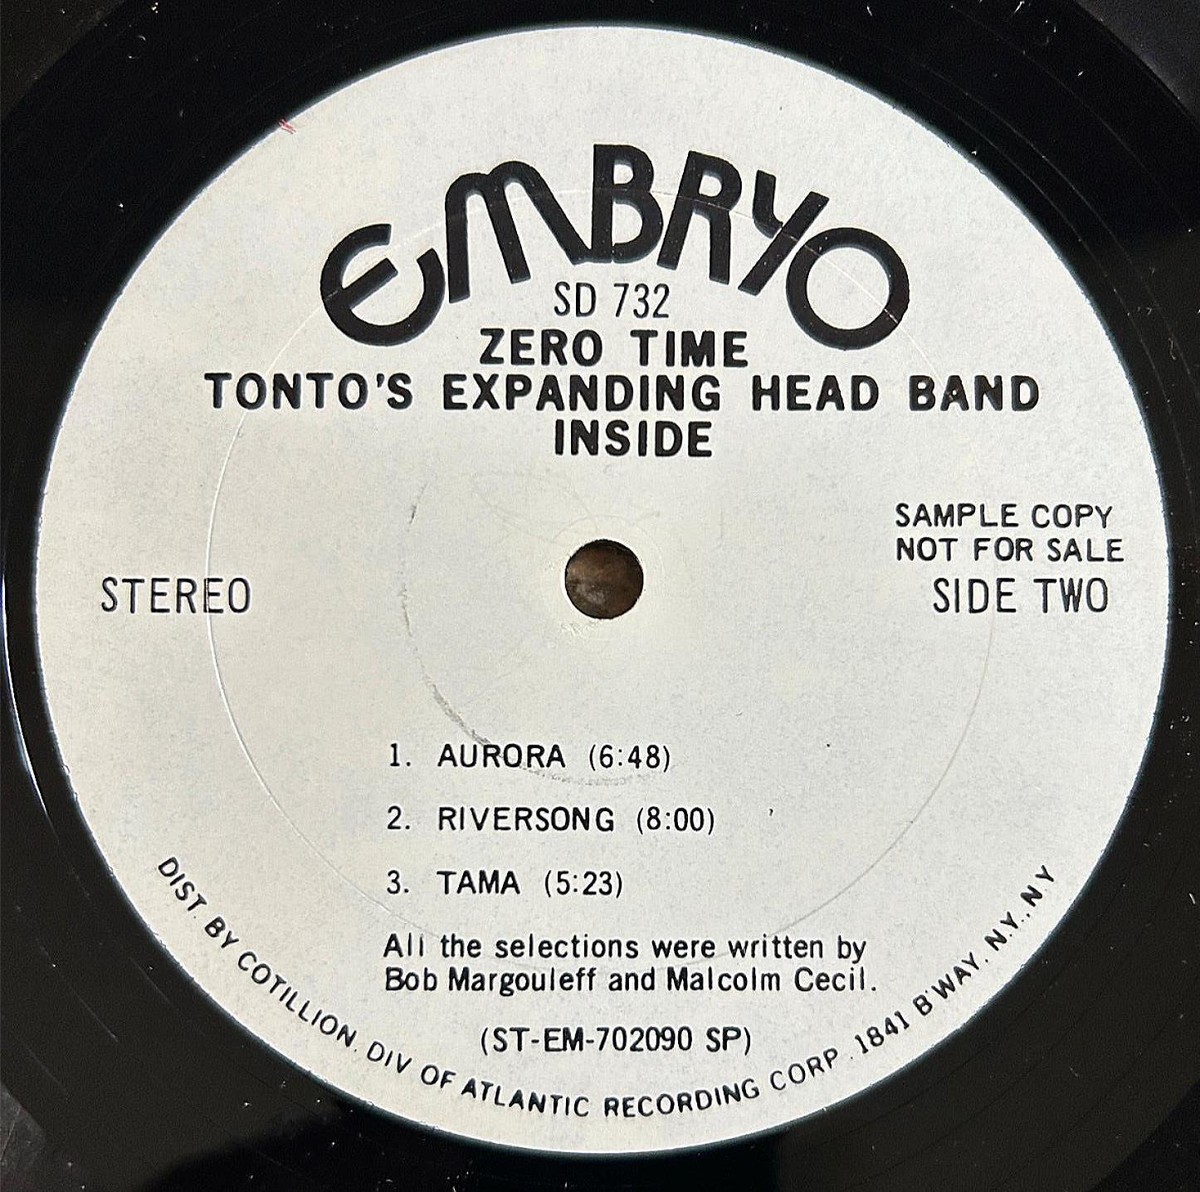 EMBRYO
SD 732
ZERO TIME
TONTO'S EXPANDING HEAD BAND
INSIDE
SAMPLE COPY
NOT FOR SALE
STEREO
SIDE TWO
1. AURORA (6:48)
2. RIVERSONG (8:00)
3. TAMA (5:23)
All the selections were written by
Bob Margouleff and Malcolm Cecil.
(ST-EM-702090 SP)
DIST. BY COTILLION. DIV OF ATLANTIC RECORDING CORP. 1841 B'WAY. N.Y., NY